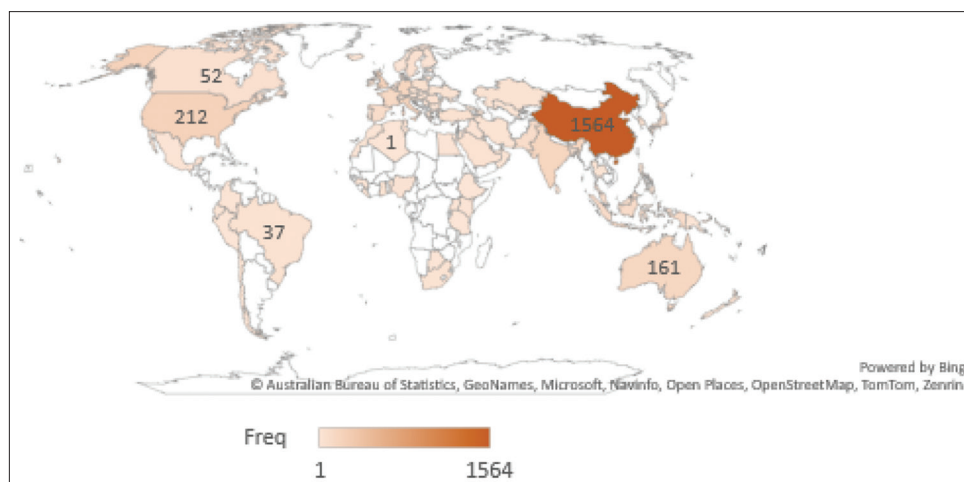 52
212
1564
1
37
161
Powered by Bing
© Australian Bureau of Statistics, GeoNames, Microsoft, Navinfo, Open Places, OpenStreetMap, TomTom, Zenrin
Freq
1 1564